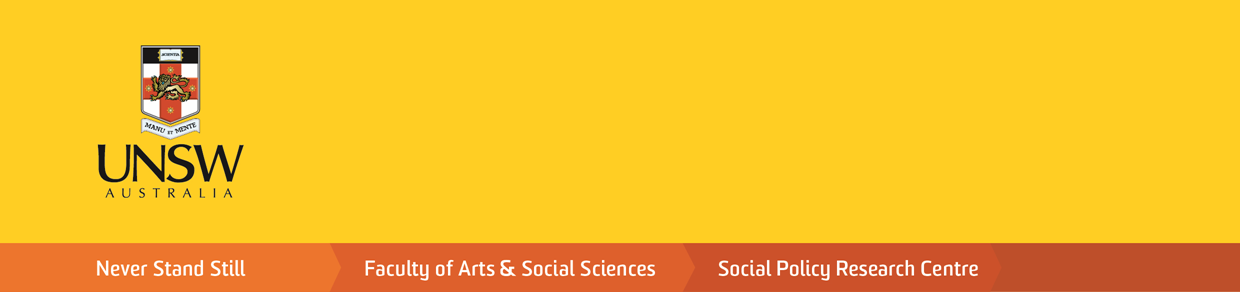 SCIENTIA
MANU ET MENTE
UNSW
AUSTRALIA
Never Stand Still
Faculty of Arts & Social Sciences
Social Policy Research Centre